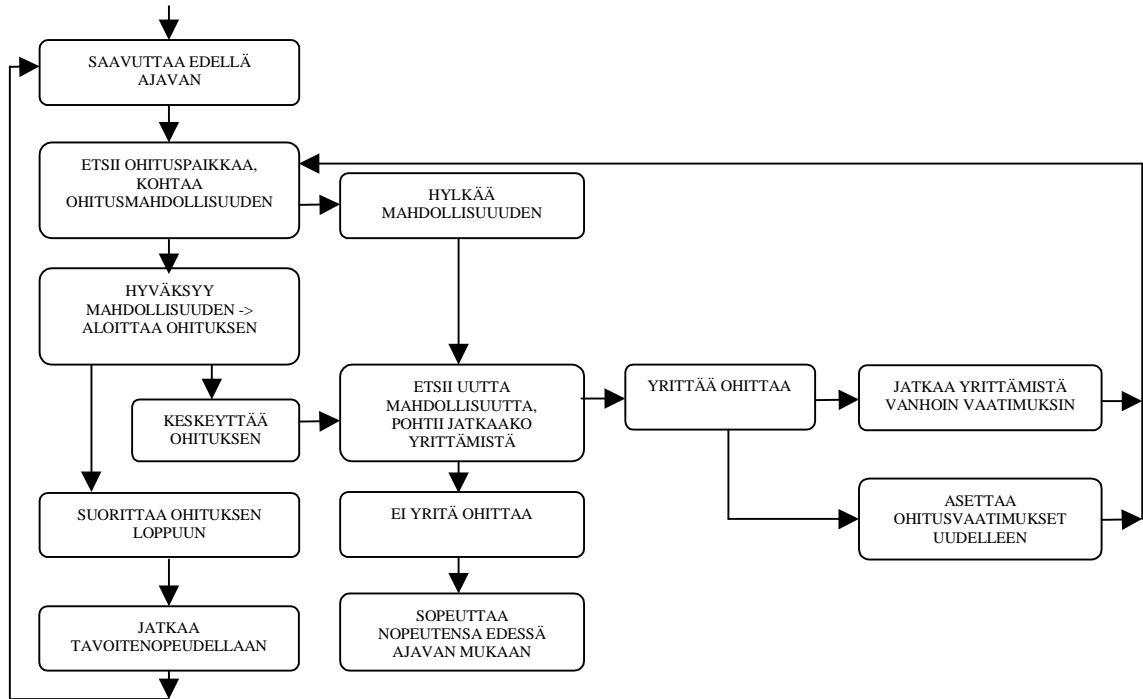 SAAVUTTAA EDELLÄ
AJAVAN
ETSII OHITUSPAIKKAA,
KOHTAA
OHITUSMAHDOLLISUUDEN
HYLKÄÄ
MAHDOLLISUUUDEN
HYVÄKSYY
MAHDOLLISUUDEN ->
ALOITTAA OHITUKSEN
KESKEYTTÄÄ
OHITUKSEN
ETSII UUTTA
MAHDOLLISUUTTA,
POHTII JATKAAKO
YRITTÄMISTÄ
YRITTÄÄ OHITTAA
JATKAA YRITTÄMISTÄ
VANHOIN VAATIMUKSIN
SUORITTAA OHITUKSEN
LOPPUUN
EI YRITÄ OHITTAA
ASETTAA
OHITUSVAATIMUKSET
UUDELLEEN
JATKAA
TAVOITENOPEUDELLAAN
SOPEUTTAA
NOPEUTENSA EDESSÄ
AJAVAN MUKAAN